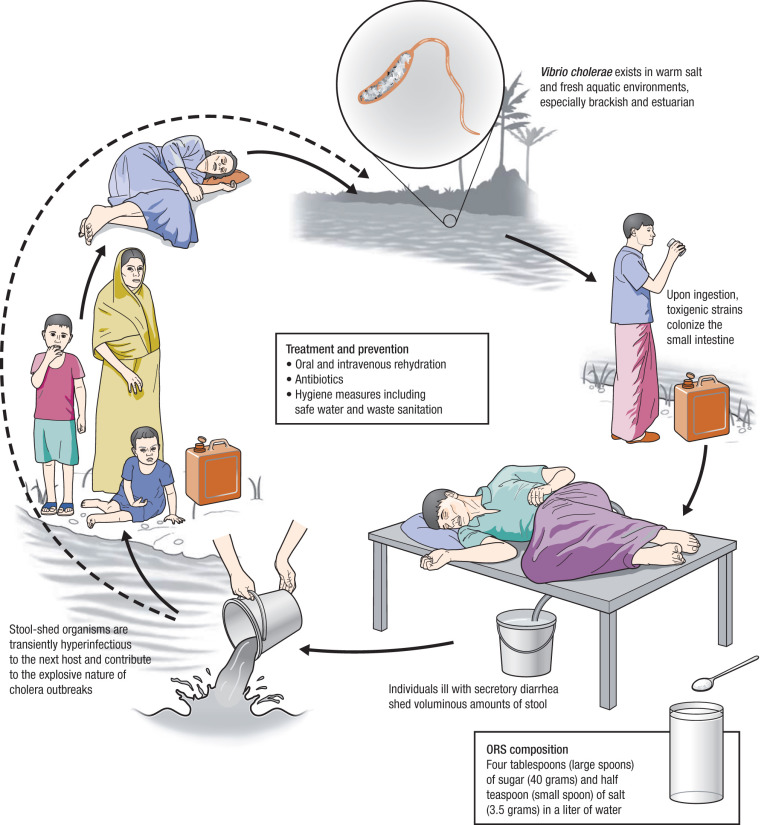 Vibrio cholerae exists in warm salt
and fresh aquatic environments,
especially brackish and estuarian
Upon ingestion,
toxigenic strains
colonize the
small intestine
Treatment and prevention
• Oral and intravenous rehydration
• Antibiotics
• Hygiene measures including
safe water and waste sanitation
Individuals ill with secretory diarrhea
shed voluminous amounts of stool
Stool-shed organisms are
transiently hyperinfectious
to the next host and contribute
to the explosive nature of
cholera outbreaks
ORS composition
Four tablespoons (large spoons)
of sugar (40 grams) and half
teaspoon (small spoon) of salt
(3.5 grams) in a liter of water